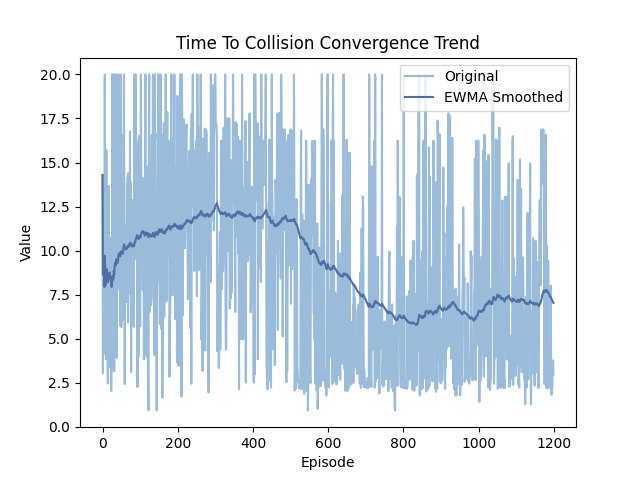 Time To Collision Convergence Trend
Original
EWMA Smoothed
20.0
17.5
15.0
12.5
10.0
7.5
5.0
2.5
0.0
Value
0 200 400 600 800 1000 1200
Episode